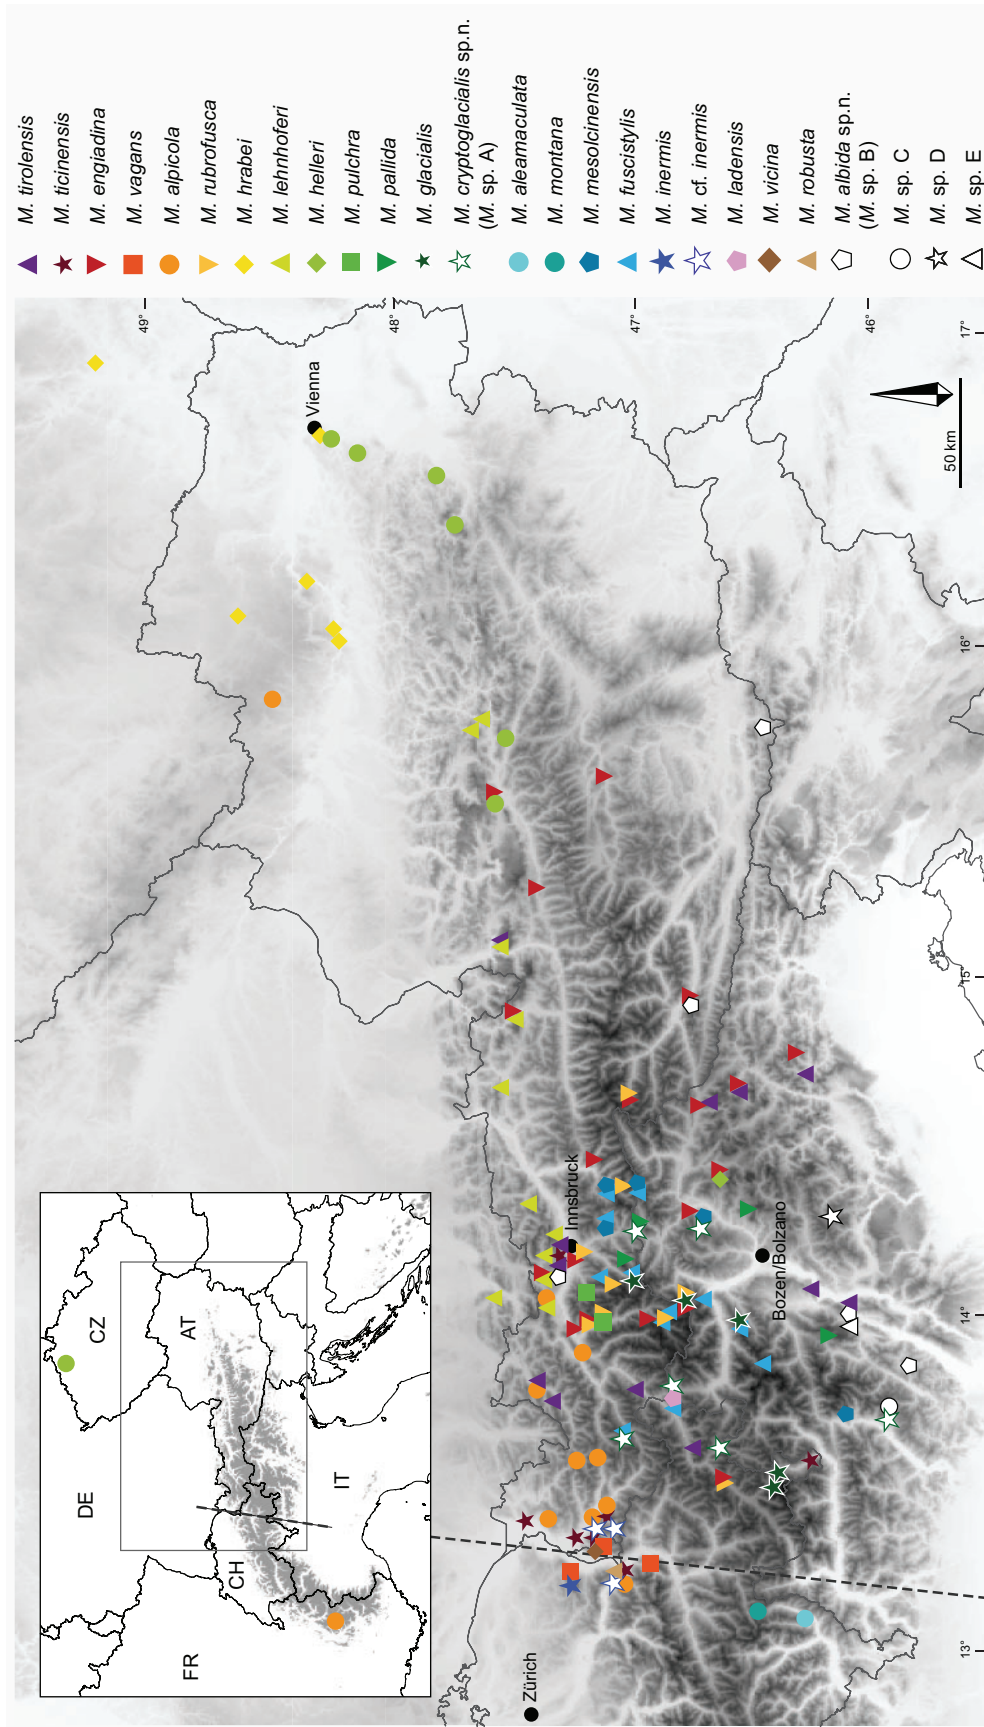 M. tirolensis
M. ticinensis
M. engiadina
M. vagans
M. alpicola
M. rubrofusca
M. hrabei
M. lehnhoferi
M. helleri
M. pulchra
M. pallida
M. glacialis
M. cryptoglacialis sp.n.
(M. sp. A)
M. aleamaculata
M. montana
M. mesolcinensis
M. fuscistylis
M. inermis
M. cf. inermis
M. ladensis
M. vicina
M. robusta
M. albida sp.n.
(M. sp. B)
M. sp. C
M. sp. D
M. sp. E
49°
48°
47°
46°
17°
16°
15°
14°
13°
50 km
Vienna
Innsbruck
Bozen/Bolzano
Zürich
CZ
AT
DE
IT
CH
FR